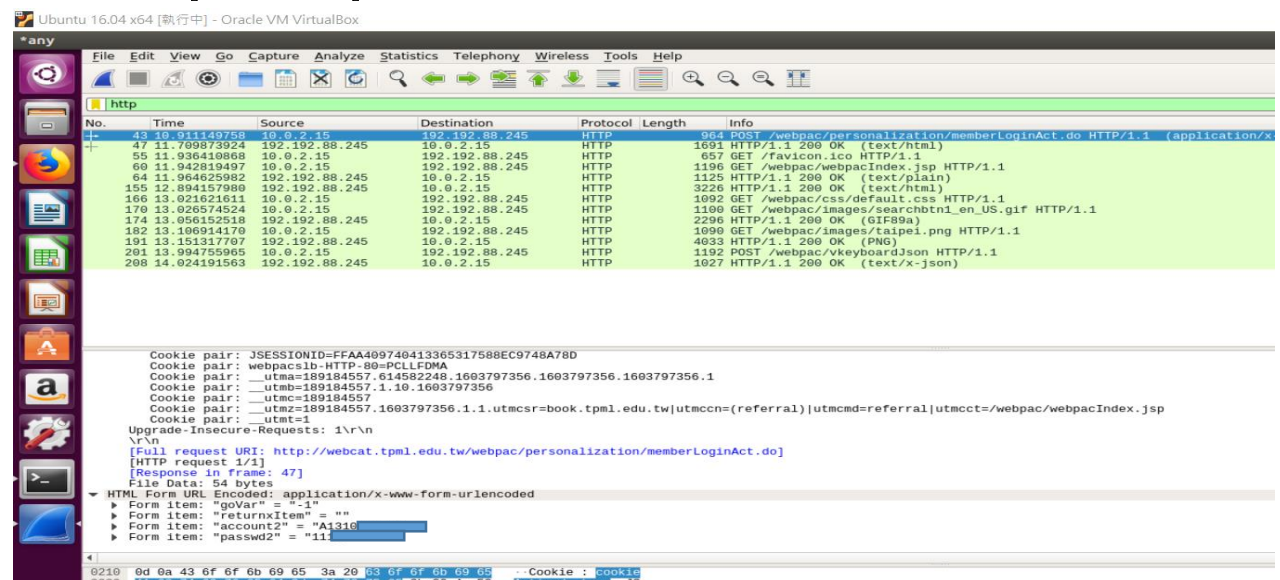 Ubuntu 16.04 x64 [執行中] - Oracle VM VirtualBox
*any
File Edit View Go Capture Analyze Statistics Telephony Wireless Tools Help
http
No. Time Source Destination Protocol Length Info
43 10.911149758 10.0.2.15 192.192.88.245 HTTP 964 POST /webpac/personalization/memberLoginAct.do HTTP/1.1 (application/x-
47 11.709873924 192.192.88.245 10.0.2.15 HTTP 1691 HTTP/1.1 200 OK (text/html)
55 11.936410868 10.0.2.15 192.192.88.245 HTTP 657 GET /favicon.ico HTTP/1.1
60 11.942819497 10.0.2.15 192.192.88.245 HTTP 1196 GET /webpac/webpacIndex.jsp HTTP/1.1
64 11.964625982 192.192.88.245 10.0.2.15 HTTP 1125 HTTP/1.1 200 OK (text/plain)
155 12.894157980 192.192.88.245 10.0.2.15 HTTP 3226 HTTP/1.1 200 OK (text/html)
166 13.021621611 10.0.2.15 192.192.88.245 HTTP 1092 GET /webpac/css/default.css HTTP/1.1
170 13.026574524 10.0.2.15 192.192.88.245 HTTP 1100 GET /webpac/images/searchbtn1_en_US.gif HTTP/1.1
174 13.056152518 192.192.88.245 10.0.2.15 HTTP 2296 HTTP/1.1 200 OK (GIF89a)
182 13.106914170 10.0.2.15 192.192.88.245 HTTP 1090 GET /webpac/images/taipei.png HTTP/1.1
191 13.151317707 192.192.88.245 10.0.2.15 HTTP 4033 HTTP/1.1 200 OK (PNG)
201 13.994755965 10.0.2.15 192.192.88.245 HTTP 1192 POST /webpac/vkeyboardJson HTTP/1.1
208 14.024191563 192.192.88.245 10.0.2.15 HTTP 1027 HTTP/1.1 200 OK (text/x-json)
Cookie pair: JSESSIONID=FFAA409740413365317588EC9748A78D
Cookie pair: webpacslb-HTTP-80=PCLLFDMA
Cookie pair: __utma=189184557.614582248.1603797356.1603797356.1603797356.1
Cookie pair: __utmb=189184557.1.10.1603797356
Cookie pair: __utmc=189184557
Cookie pair: __utmz=189184557.1603797356.1.1.utmcsr=book.tpml.edu.tw|utmccn=(referral)|utmcmd=referral|utmcct=/webpac/webpacIndex.jsp
Cookie pair: __utmt=1
Upgrade-Insecure-Requests: 1\r\n
\r\n
[Full request URI: http://webcat.tpml.edu.tw/webpac/personalization/memberLoginAct.do]
[HTTP request 1/1]
[Response in frame: 47]
File Data: 54 bytes
HTML Form URL Encoded: application/x-www-form-urlencoded
Form item: "goVar" = "-1"
Form item: "returnxItem" = ""
Form item: "account2" = "A1310
Form item: "passwd2" = "111
0210 0d 0a 43 6f 6f 6b 69 65 3a 20 63 6f 6f 6b 69 65 ··Cookie : cookie